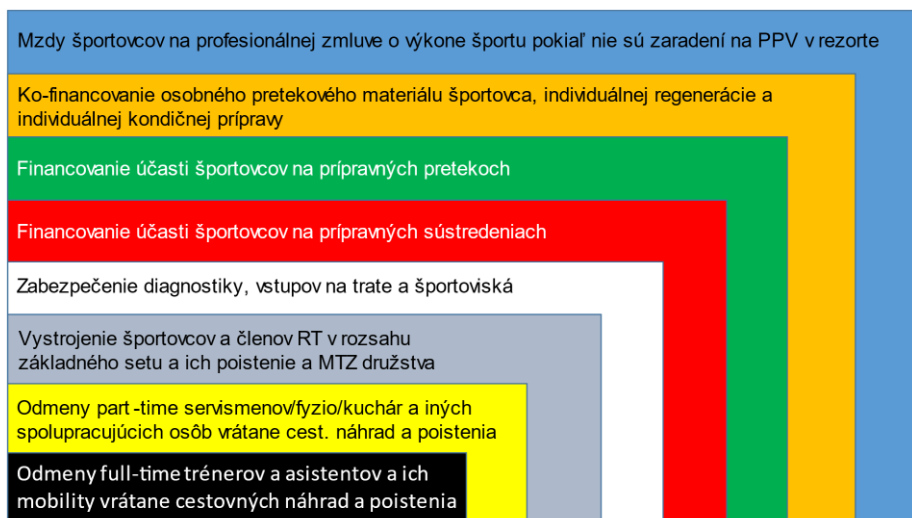 Mzdy športovcov na profesionálnej zmluve o výkone športu pokiaľ nie sú zaradení na PPV v rezorte
Ko-financovanie osobného pretekového materiálu športovca, individuálnej regenerácie a
individuálnej kondičnej prípravy
Financovanie účasti športovcov na prípravných pretekoch
Financovanie účasti športovcov na prípravných sústredeniach
Zabezpečenie diagnostiky, vstupov na trate a športoviská
Vystrojenie športovcov a členov RT v rozsahu
základného setu a ich poistenie a MTZ družstva
Odmeny part-time servismenov/fyzio/kuchár a iných
spolupracujúcich osôb vrátane cest. náhrad a poistenia
Odmeny full-time trénerov a asistentov a ich
mobility vrátane cestovných náhrad a poistenia